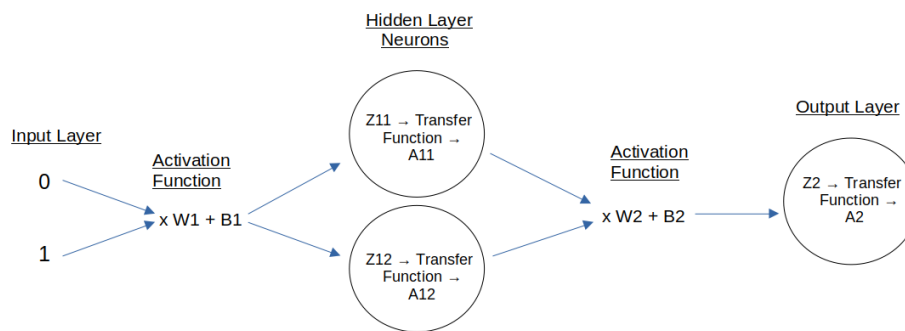 Hidden Layer
Neurons
Input Layer
0
1
Activation
Function
x W1 + B1
Z11 → Transfer
Function →
A11
Z12 → Transfer
Function →
A12
Activation
Function
x W2 + B2
Output Layer
Z2 → Transfer
Function →
A2